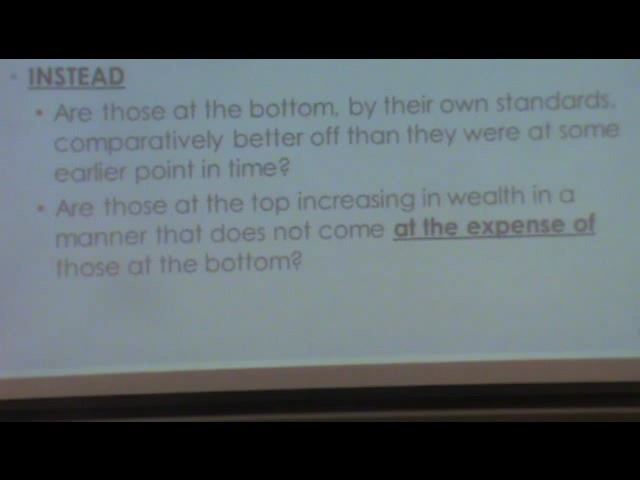 • INSTEAD
• Are those at the bottom, by their own standards,
comparatively better off than they were at some
earlier point in time?
• Are those at the top increasing in wealth in a
manner that does not come at the expense of
those at the bottom?